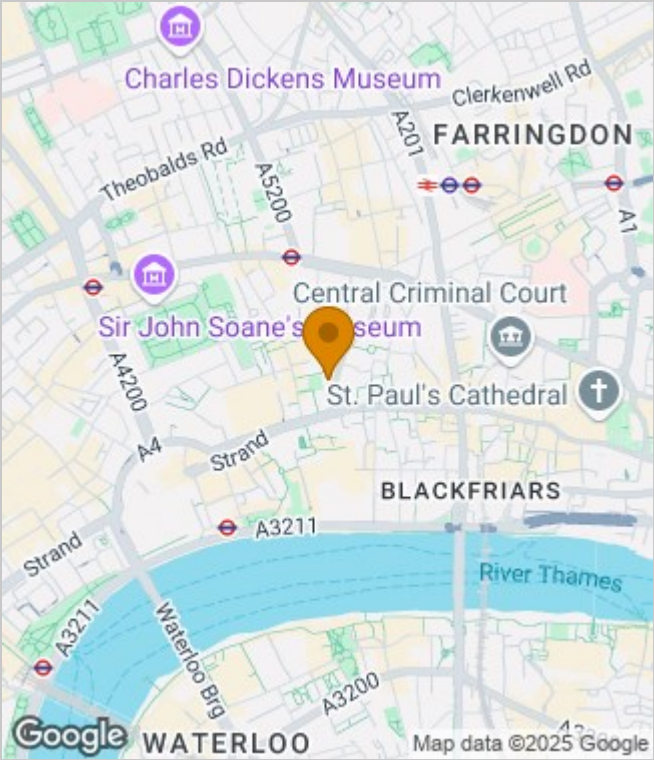 Charles Dickens Museum
Clerkenwell Rd
A201
FARRINGDON
Theobalds Rd
A5200
A1
Central Criminal Court
Sir John Soane's Museum
A4200
St. Paul's Cathedral
A4
Strand
BLACKFRIARS
A3211
Strand
River Thames
A3211
Waterloo Brg
A3200
Google
WATERLOO
Map data ©2025 Google